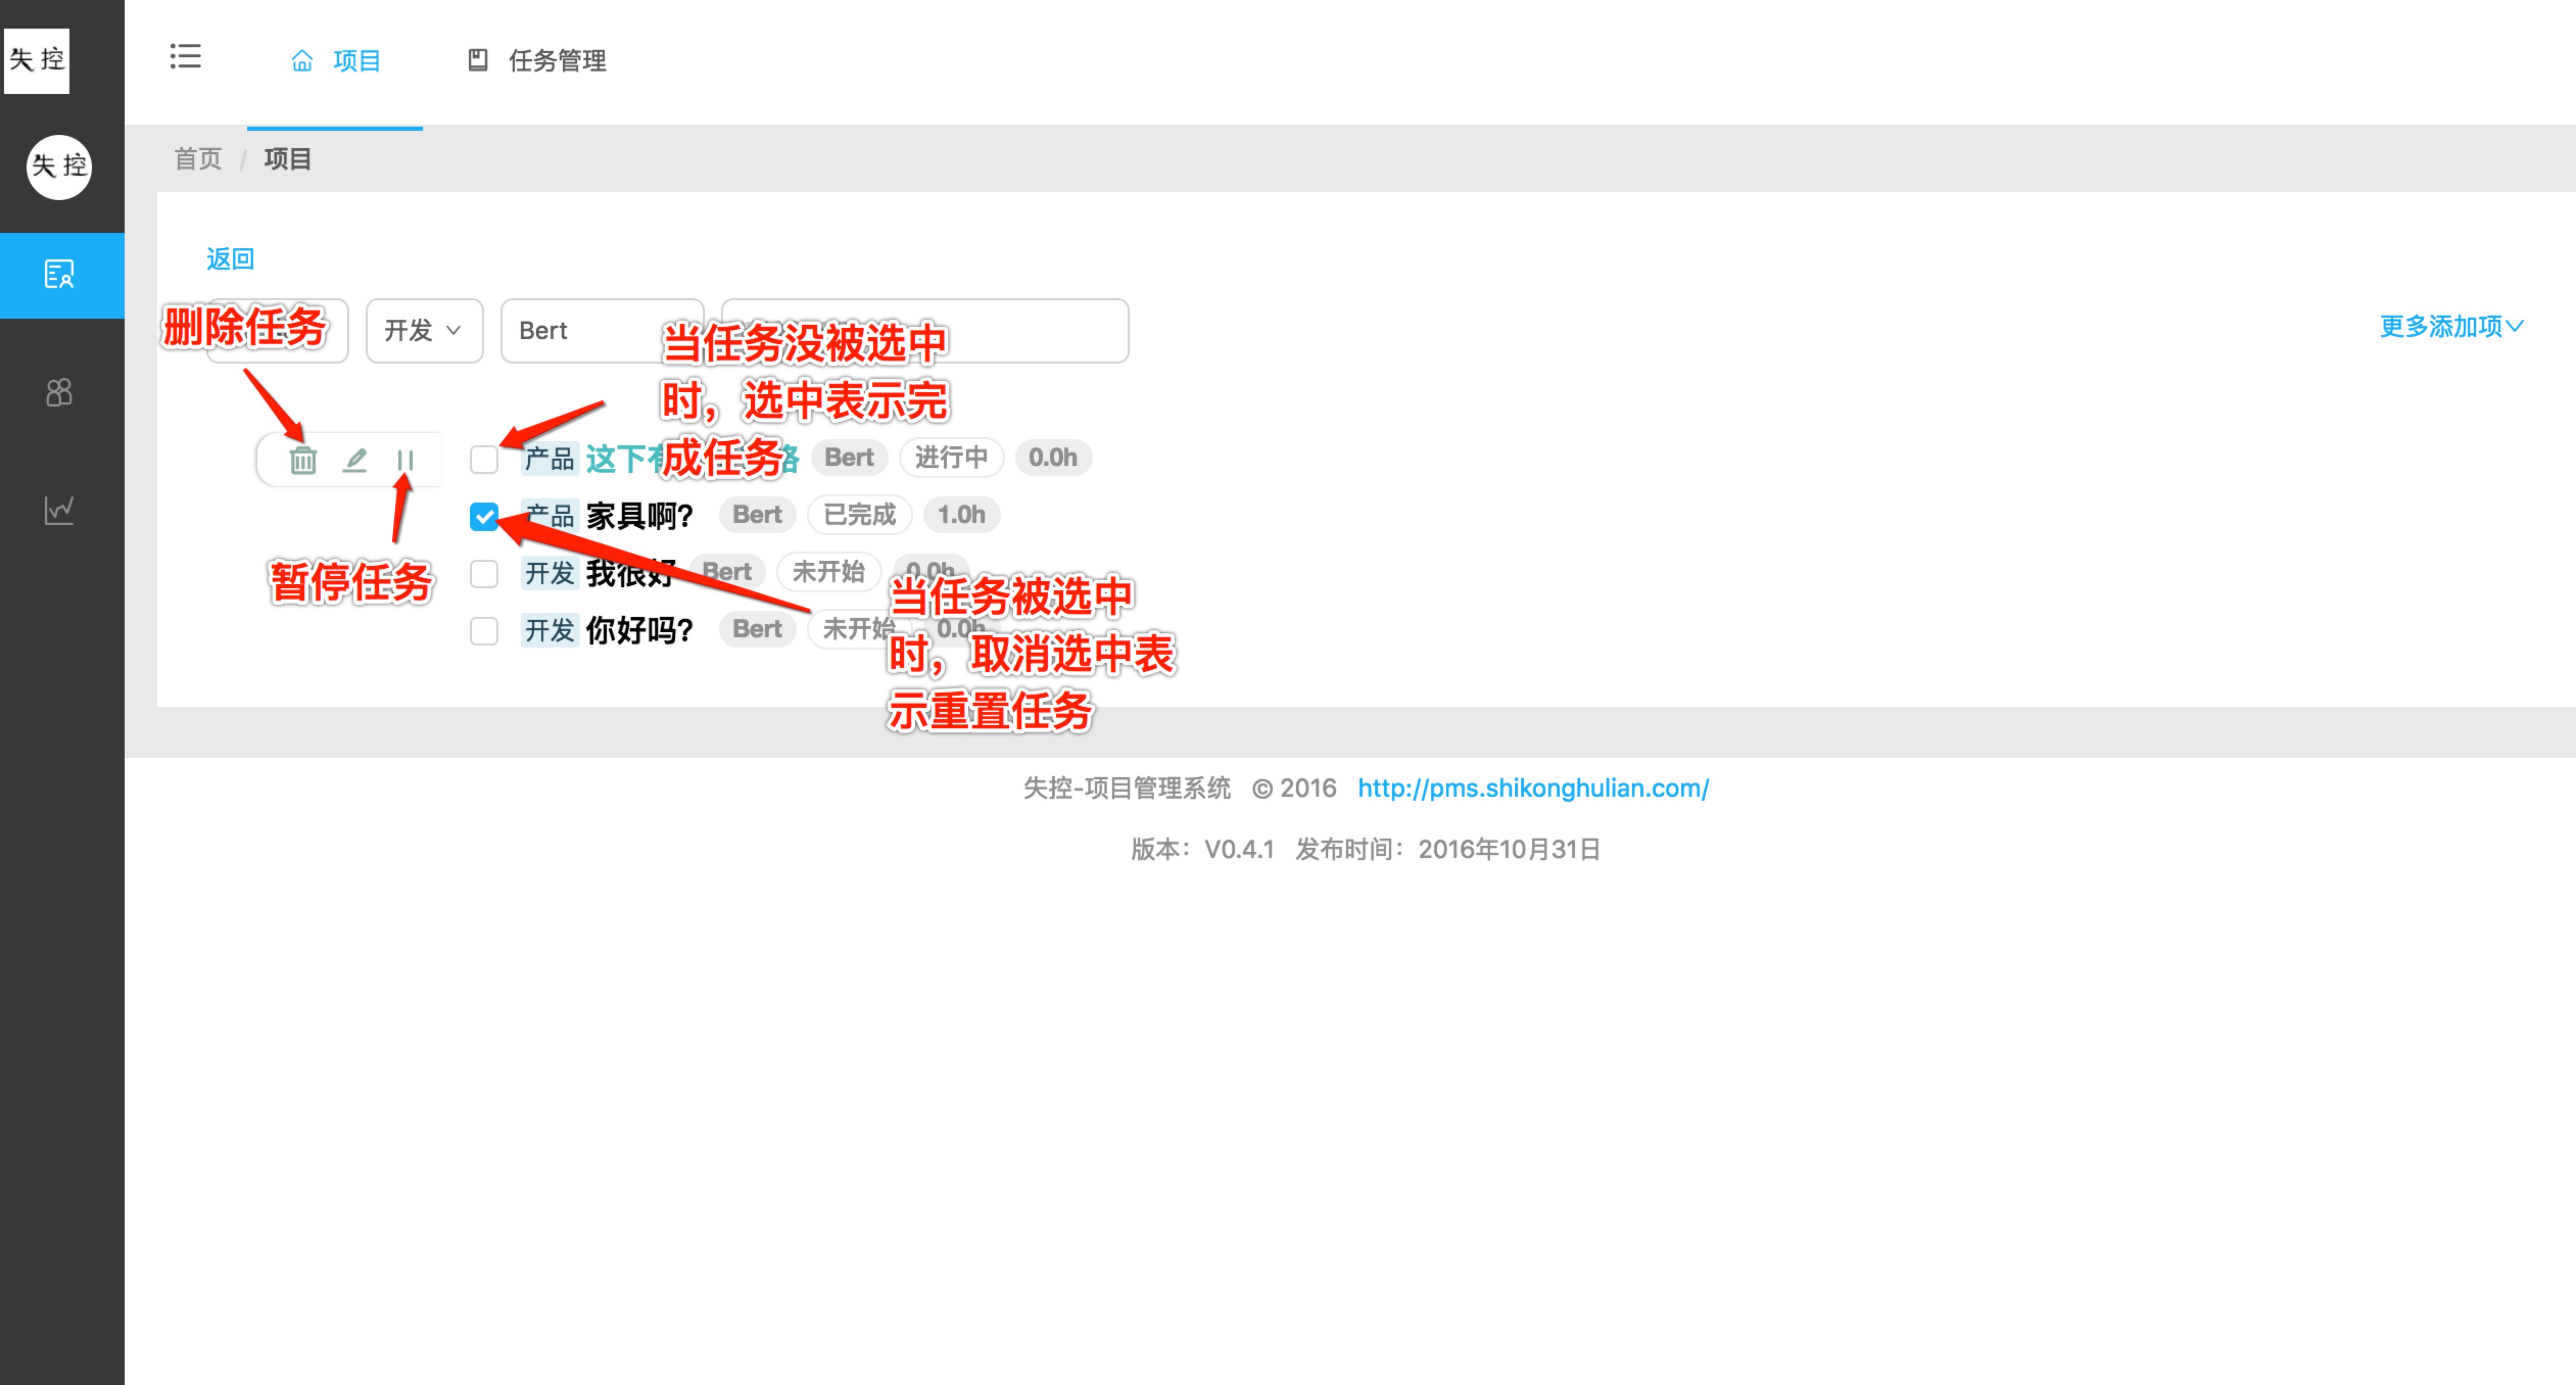 失 控
项目
任务管理
失 控
首页 / 项目
返回
删除任务
开发
Bert
更多添加项
当任务没被选中
时，选中表示完
成任务
产品 这下 Bert 进行中 0.0h
产品 家具啊？ Bert 已完成 1.0h
暂停任务
开发 我很好 Bert 未开始 0.0h
开发 你好吗？ Bert 未开始 0.0h
当任务被选中
时，取消选中表
示重置任务
失控-项目管理系统 © 2016 http://pms.shikonghulian.com/
版本：V0.4.1 发布时间：2016年10月31日